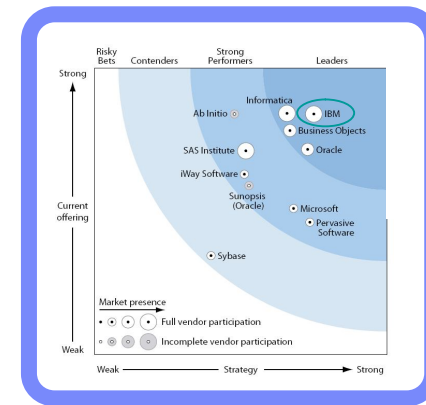 Risky
Bets
Contenders
Strong
Performers
Leaders
Strong
Informatica
Ab Initio
IBM
Business Objects
SAS Institute
Oracle
iWay Software
Sunopsis
(Oracle)
Current
offering
Microsoft
Pervasive
Software
Sybase
Market presence
Full vendor participation
Incomplete vendor participation
Weak
Weak
Strategy
Strong